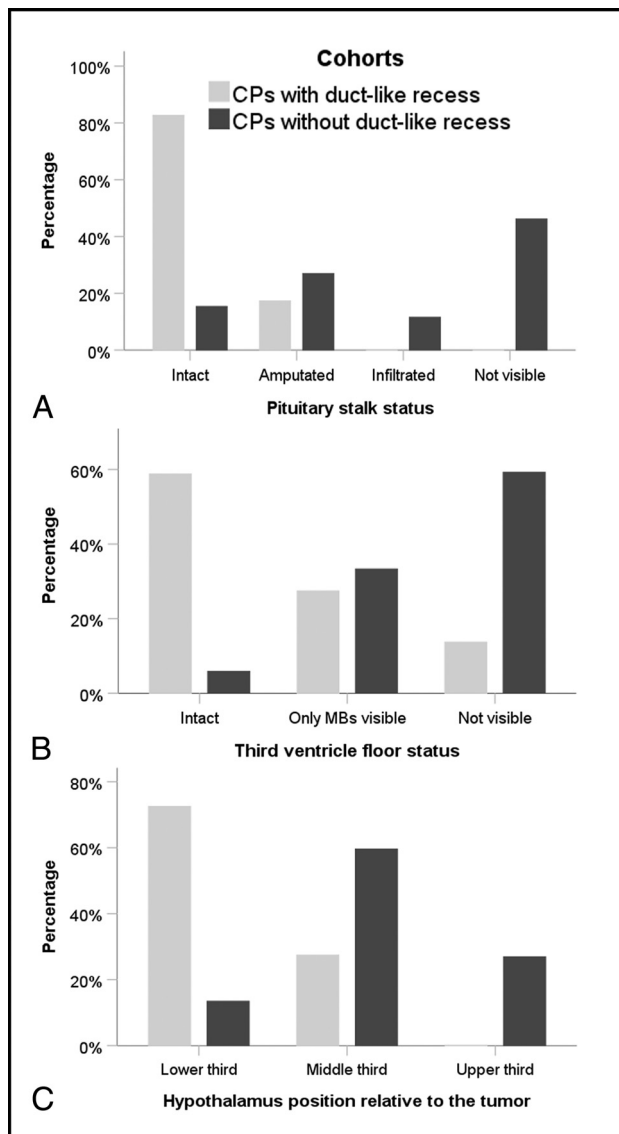 Cohorts
CPs with duct-like recess
CPs without duct-like recess
100%
80%
60%
40%
20%
0%
Percentage
Intact Amputated Infiltrated Not visible
A Pituitary stalk status
60%
40%
20%
0%
Percentage
Intact Only MBs visible Not visible
B Third ventricle floor status
80%
60%
40%
20%
0%
Percentage
Lower third Middle third Upper third
C Hypothalamus position relative to the tumor